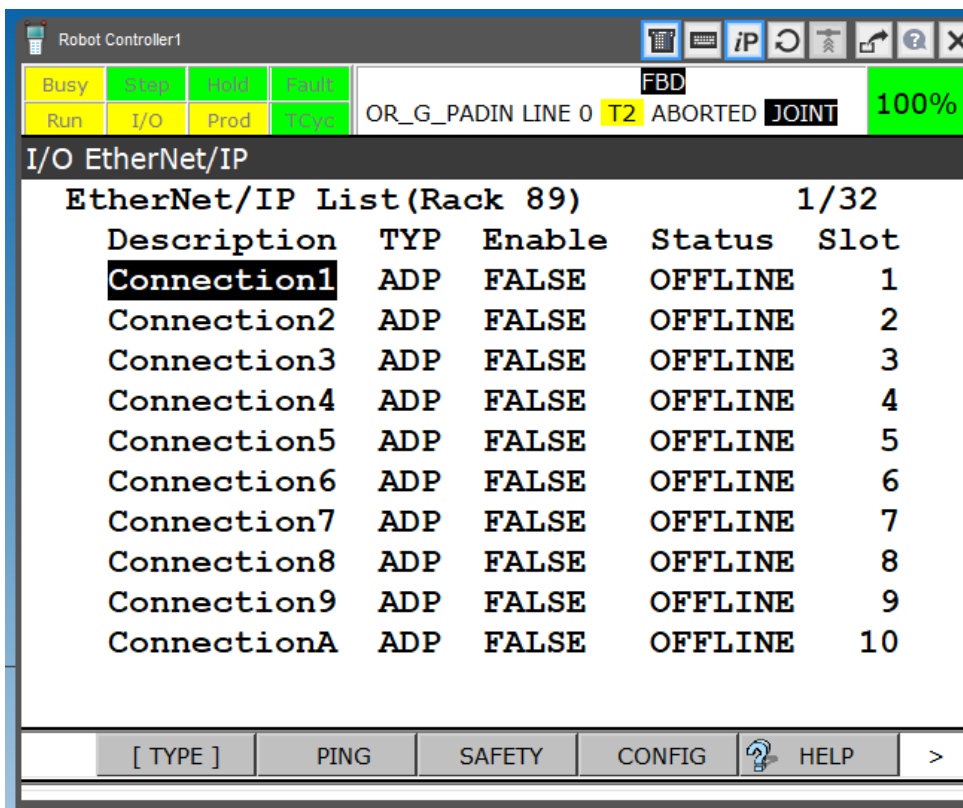 Robot Controller1
iP
Busy Step Hold Fault
FBD
Run I/O Prod TCyc
OR_G_PADIN LINE 0 T2 ABORTED JOINT
100%
I/O EtherNet/IP
EtherNet/IP List(Rack 89) 1/32
Description TYP Enable Status Slot
Connection1 ADP FALSE OFFLINE 1
Connection2 ADP FALSE OFFLINE 2
Connection3 ADP FALSE OFFLINE 3
Connection4 ADP FALSE OFFLINE 4
Connection5 ADP FALSE OFFLINE 5
Connection6 ADP FALSE OFFLINE 6
Connection7 ADP FALSE OFFLINE 7
Connection8 ADP FALSE OFFLINE 8
Connection9 ADP FALSE OFFLINE 9
ConnectionA ADP FALSE OFFLINE 10
[ TYPE ] PING SAFETY CONFIG HELP >